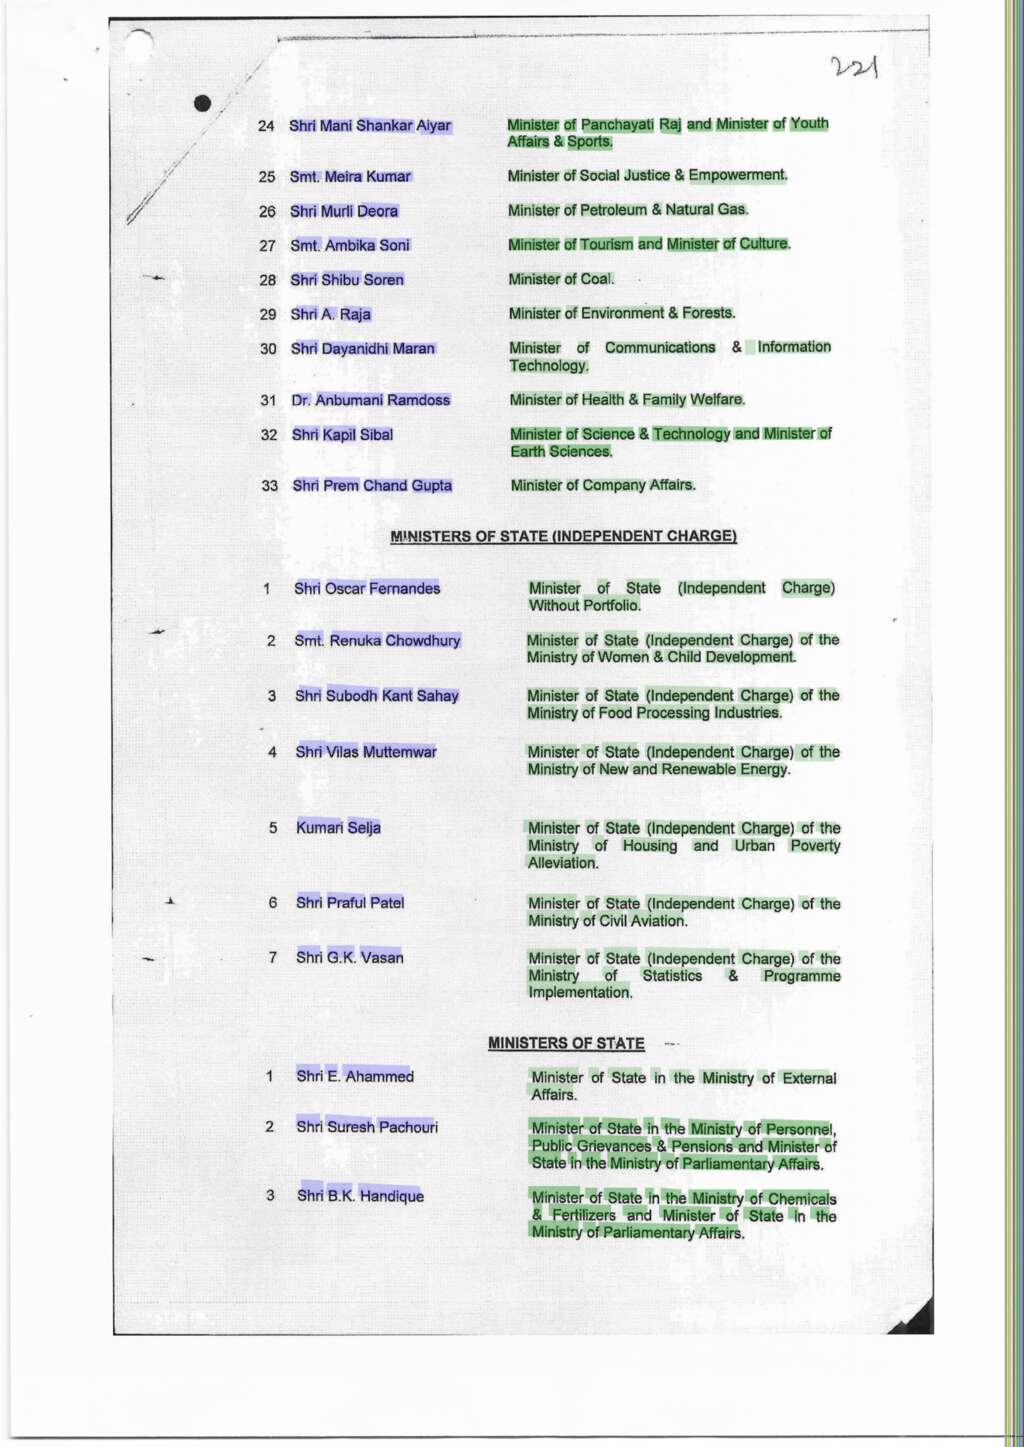 221
24 Shri Mani Shankar Aiyar Minister of Panchayati Raj and Minister of Youth
Affairs & Sports.
25 Smt. Meira Kumar Minister of Social Justice & Empowerment.
26 Shri Murli Deora Minister of Petroleum & Natural Gas.
27 Smt. Ambika Soni Minister of Tourism and Minister of Culture.
28 Shri Shibu Soren Minister of Coal.
29 Shri A. Raja Minister of Environment & Forests.
30 Shri Dayanidhi Maran Minister of Communications & Information
Technology.
31 Dr. Anbumani Ramdoss Minister of Health & Family Welfare.
32 Shri Kapil Sibal Minister of Science & Technology and Minister of
Earth Sciences.
33 Shri Prem Chand Gupta Minister of Company Affairs.
MINISTERS OF STATE (INDEPENDENT CHARGE)
1 Shri Oscar Fernandes Minister of State (Independent Charge)
Without Portfolio.
2 Smt. Renuka Chowdhury Minister of State (Independent Charge) of the
Ministry of Women & Child Development.
3 Shri Subodh Kant Sahay Minister of State (Independent Charge) of the
Ministry of Food Processing Industries.
4 Shri Vilas Muttemwar Minister of State (Independent Charge) of the
Ministry of New and Renewable Energy.
5 Kumari Selja Minister of State (Independent Charge) of the
Ministry of Housing and Urban Poverty
Alleviation.
6 Shri Praful Patel Minister of State (Independent Charge) of the
Ministry of Civil Aviation.
7 Shri G.K. Vasan Minister of State (Independent Charge) of the
Ministry of Statistics & Programme
Implementation.
MINISTERS OF STATE
1 Shri E. Ahammed Minister of State in the Ministry of External
Affairs.
2 Shri Suresh Pachouri Minister of State in the Ministry of Personnel,
Public Grievances & Pensions and Minister of
State in the Ministry of Parliamentary Affairs.
3 Shri B.K. Handique Minister of State in the Ministry of Chemicals
& Fertilizers and Minister of State in the
Ministry of Parliamentary Affairs.